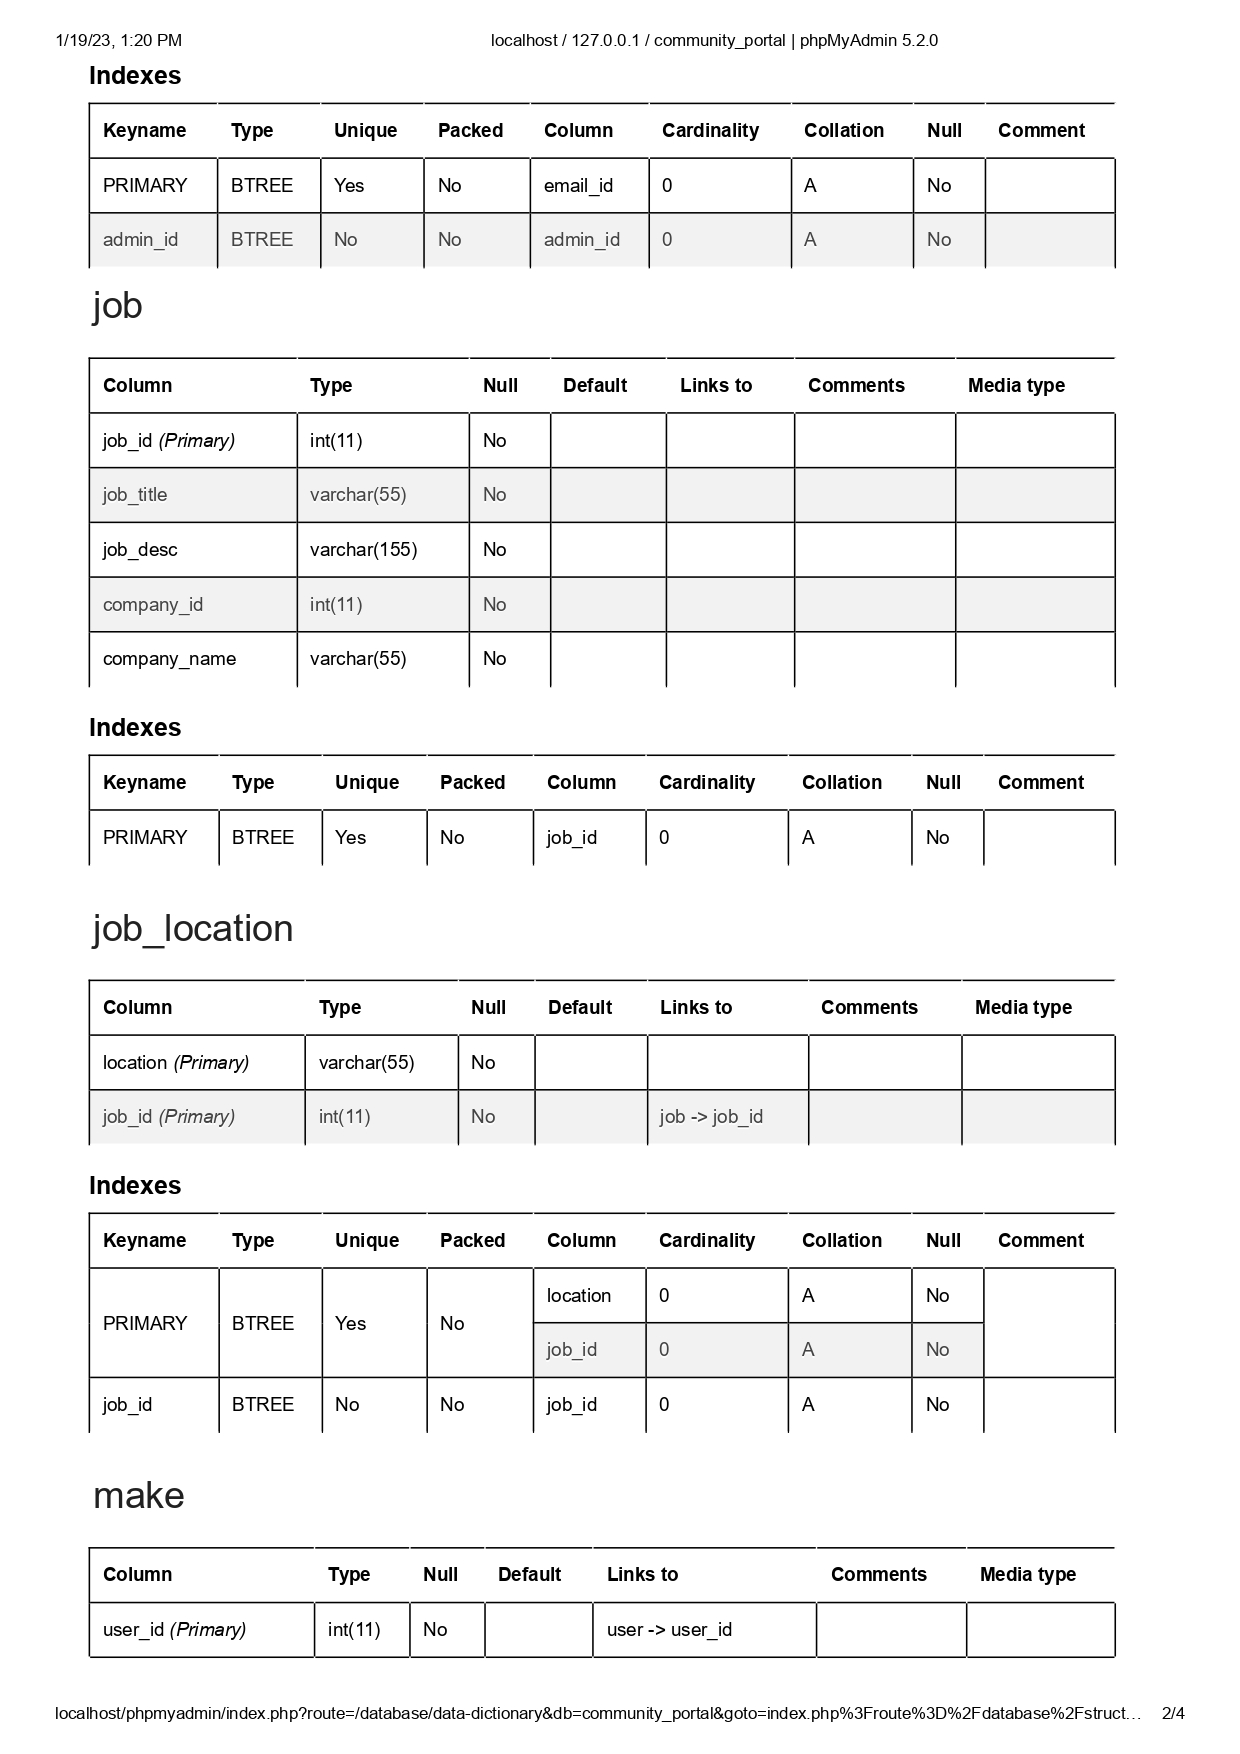 1/19/23, 1:20 PM localhost / 127.0.0.1 / community_portal | phpMyAdmin 5.2.0
Indexes
Keyname Type Unique Packed Column Cardinality Collation Null Comment
PRIMARY BTREE Yes No email_id 0 A No
admin_id BTREE No No admin_id 0 A No
job
Column Type Null Default Links to Comments Media type
job_id (Primary) int(11) No
job_title varchar(55) No
job_desc varchar(155) No
company_id int(11) No
company_name varchar(55) No
Indexes
Keyname Type Unique Packed Column Cardinality Collation Null Comment
PRIMARY BTREE Yes No job_id 0 A No
job_location
Column Type Null Default Links to Comments Media type
location (Primary) varchar(55) No
job_id (Primary) int(11) No job -> job_id
Indexes
Keyname Type Unique Packed Column Cardinality Collation Null Comment
PRIMARY BTREE Yes No location 0 A No
job_id 0 A No
job_id BTREE No No job_id 0 A No
make
Column Type Null Default Links to Comments Media type
user_id (Primary) int(11) No user -> user_id
localhost/phpmyadmin/index.php?route=/database/data-dictionary&db=community_portal&goto=index.php%3Froute%3D%2Fdatabase%2Fstruct… 2/4